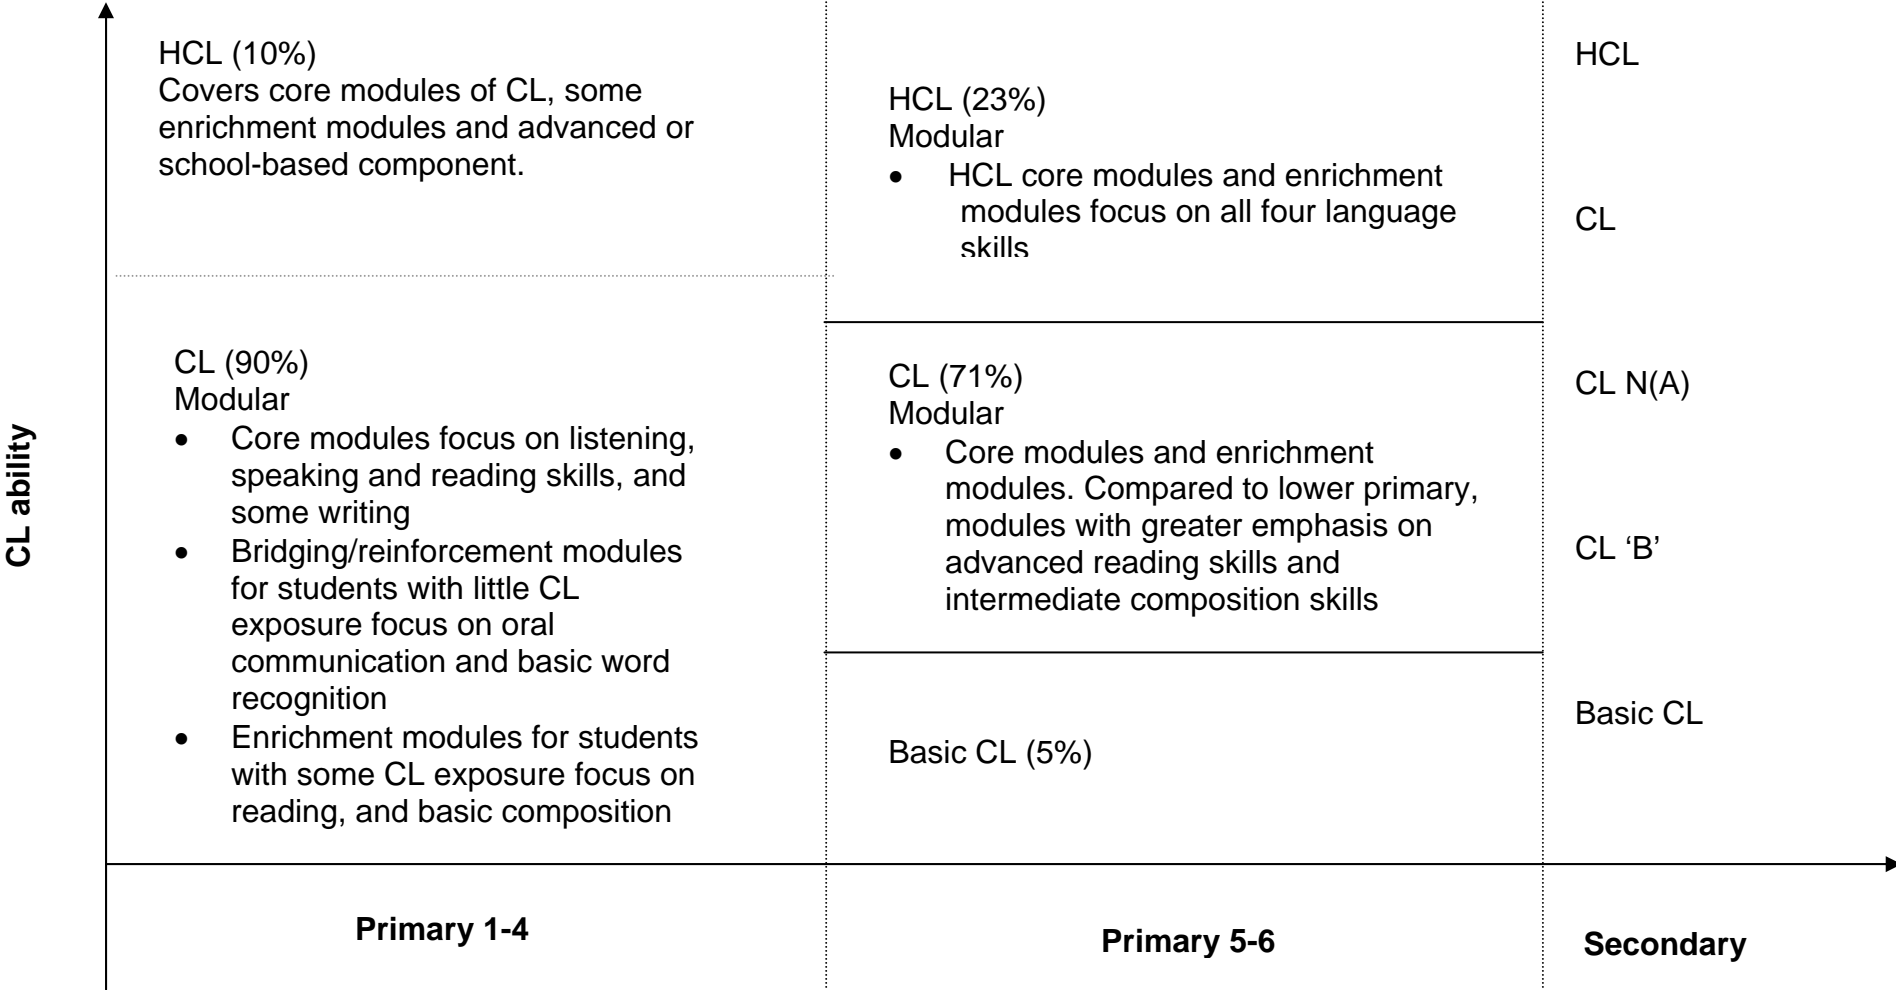 CL ability
HCL (10%)
Covers core modules of CL, some
enrichment modules and advanced or
school-based component.
CL (90%)
Modular
• Core modules focus on listening,
speaking and reading skills, and
some writing
• Bridging/reinforcement modules
for students with little CL
exposure focus on oral
communication and basic word
recognition
• Enrichment modules for students
with some CL exposure focus on
reading, and basic composition
HCL (23%)
Modular
• HCL core modules and enrichment
modules focus on all four language
skills
CL (71%)
Modular
• Core modules and enrichment
modules. Compared to lower primary,
modules with greater emphasis on
advanced reading skills and
intermediate composition skills
Basic CL (5%)
HCL
CL
CL N(A)
CL ‘B’
Basic CL
Primary 1-4
Primary 5-6
Secondary